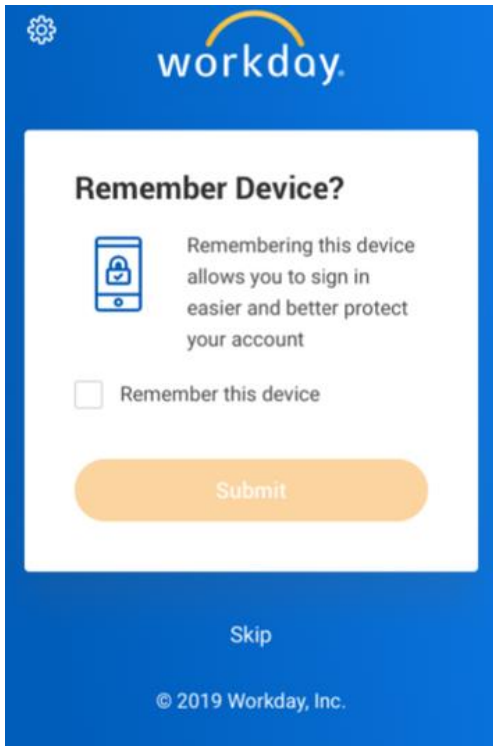 workday.
Remember Device?
Remembering this device
allows you to sign in
easier and better protect
your account
Remember this device
Submit
Skip
© 2019 Workday, Inc.